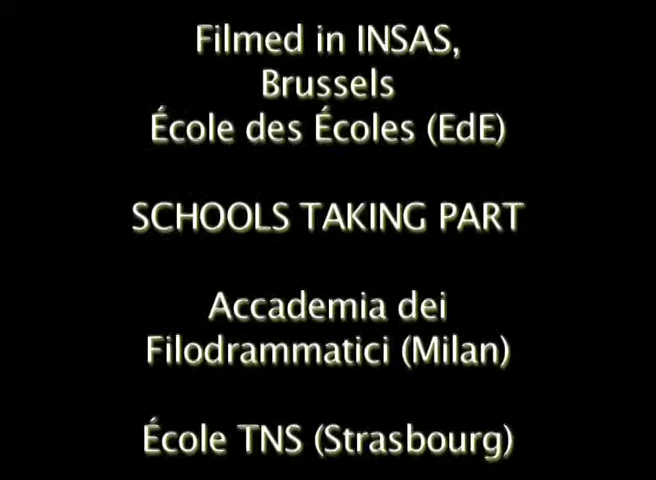 Filmed in INSAS,
Brussels
École des Écoles (EdE)
SCHOOLS TAKING PART
Accademia dei
Filodrammatici (Milan)
École TNS (Strasbourg)